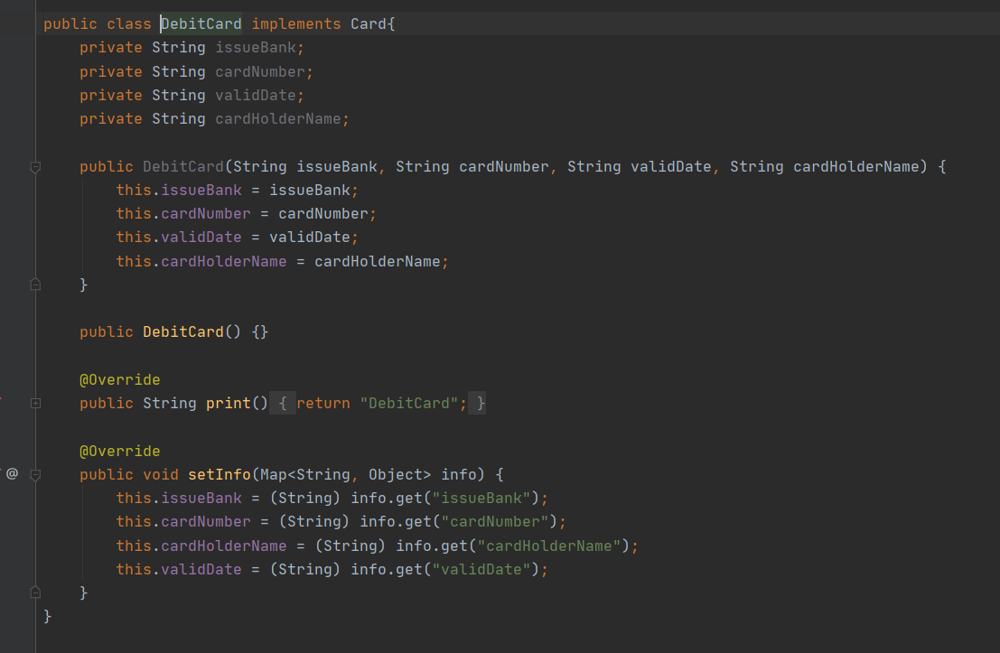 public class DebitCard implements Card{
    private String issueBank;
    private String cardNumber;
    private String validDate;
    private String cardHolderName;
    public DebitCard(String issueBank, String cardNumber, String validDate, String cardHolderName) {
        this.issueBank = issueBank;
        this.cardNumber = cardNumber;
        this.validDate = validDate;
        this.cardHolderName = cardHolderName;
    }
    public DebitCard() {}
    @Override
    public String print() { return "DebitCard"; }
    @Override
@    public void setInfo(Map<String, Object> info) {
        this.issueBank = (String) info.get("issueBank");
        this.cardNumber = (String) info.get("cardNumber");
        this.cardHolderName = (String) info.get("cardHolderName");
        this.validDate = (String) info.get("validDate");
    }
}